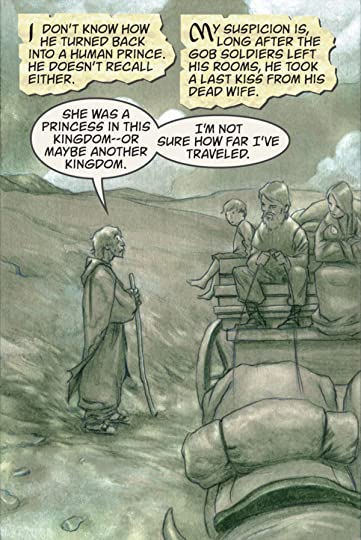 I DON'T KNOW HOW
HE TURNED BACK
INTO A HUMAN PRINCE.
HE DOESN'T RECALL
EITHER.
MY SUSPICION IS,
LONG AFTER THE
GOB SOLDIERS LEFT
HIS ROOMS, HE TOOK
A LAST KISS FROM HIS
DEAD WIFE.
SHE WAS A
PRINCESS IN THIS
KINGDOM--OR
MAYBE ANOTHER
KINGDOM.
I'M NOT
SURE HOW FAR I'VE
TRAVELED.